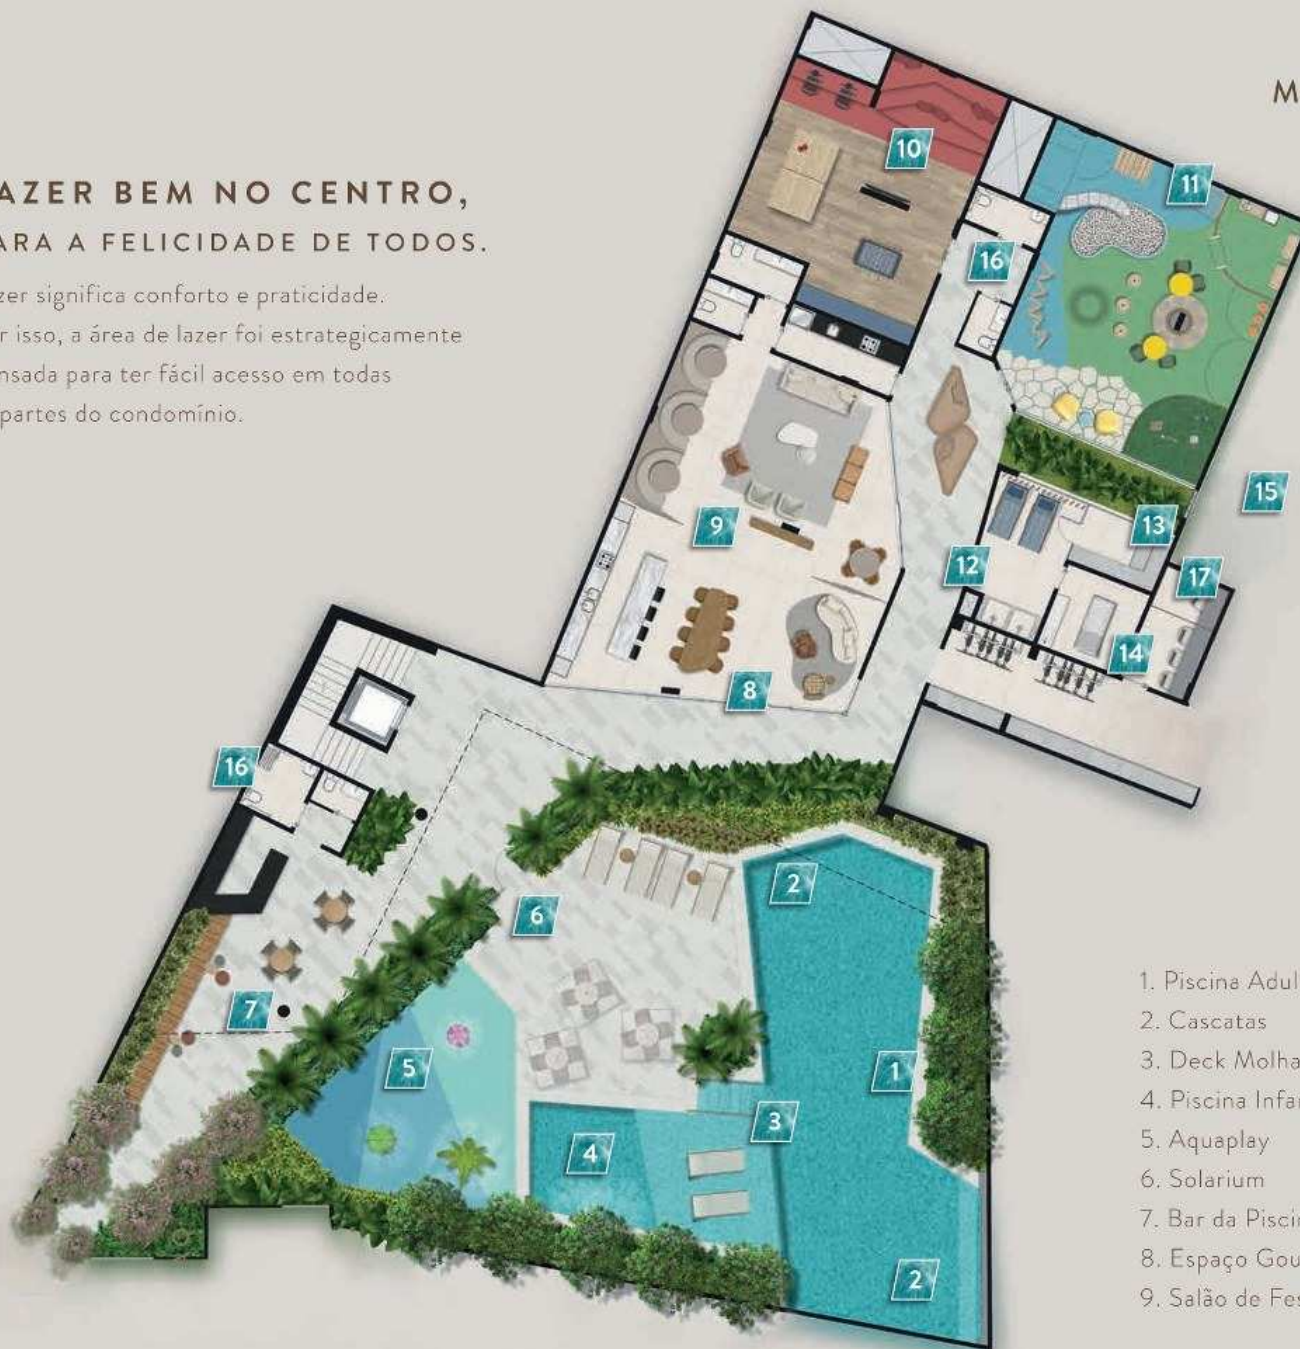 M
AZER BEM NO CENTRO,
ARA A FELICIDADE DE TODOS.
zer significa conforto e praticidade.
r isso, a área de lazer foi estrategicamente
nsada para ter fácil acesso em todas
partes do condomínio.
10
11
16
15
9
13
12
17
14
8
16
2
6
7
5
1
3
4
2
1. Piscina Adul
2. Cascatas
3. Deck Molha
4. Piscina Infa
5. Aquaplay
6. Solarium
7. Bar da Pisci
8. Espaço Gou
9. Salão de Fes